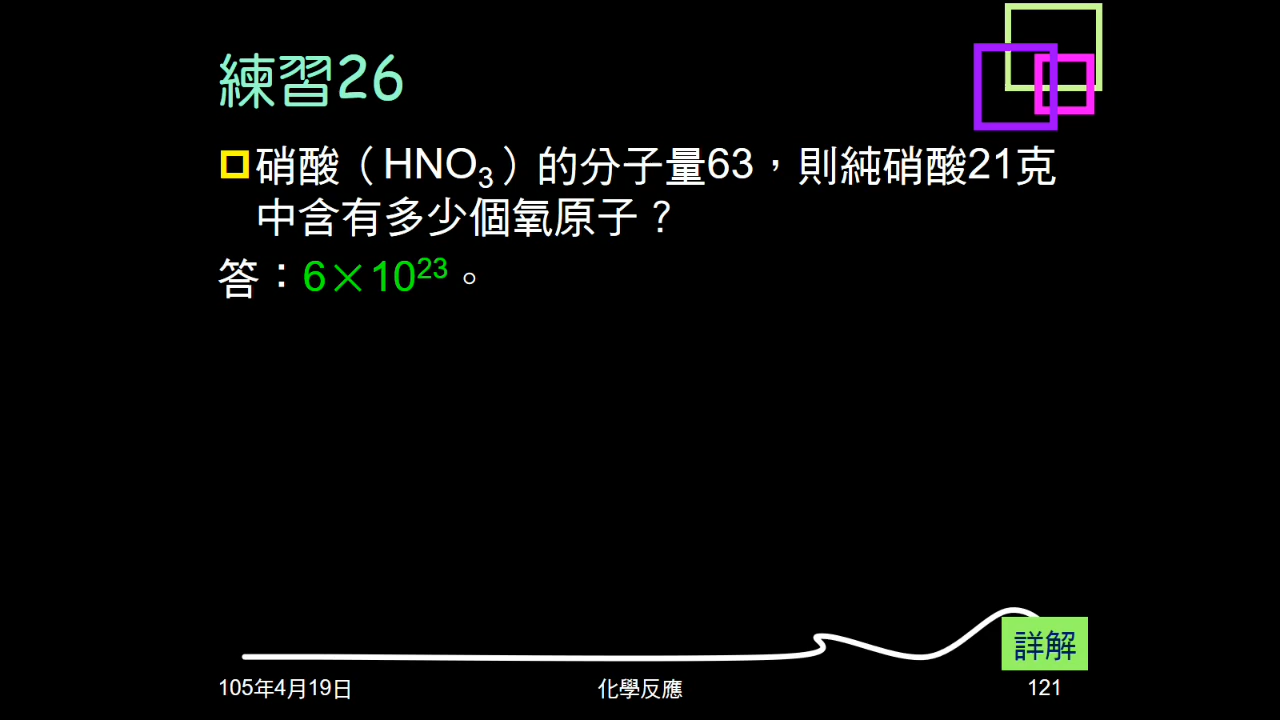 練習26
硝酸（HNO₃）的分子量63，則純硝酸21克
中含有多少個氧原子？
答：6×10²³。
詳解
105年4月19日
化學反應
121